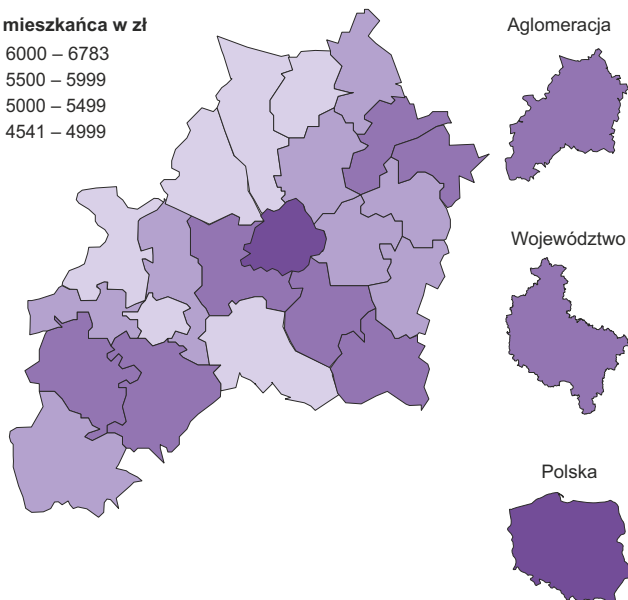 mieszkańca w zł
6000 – 6783
5500 – 5999
5000 – 5499
4541 – 4999
Aglomeracja
Województwo
Polska